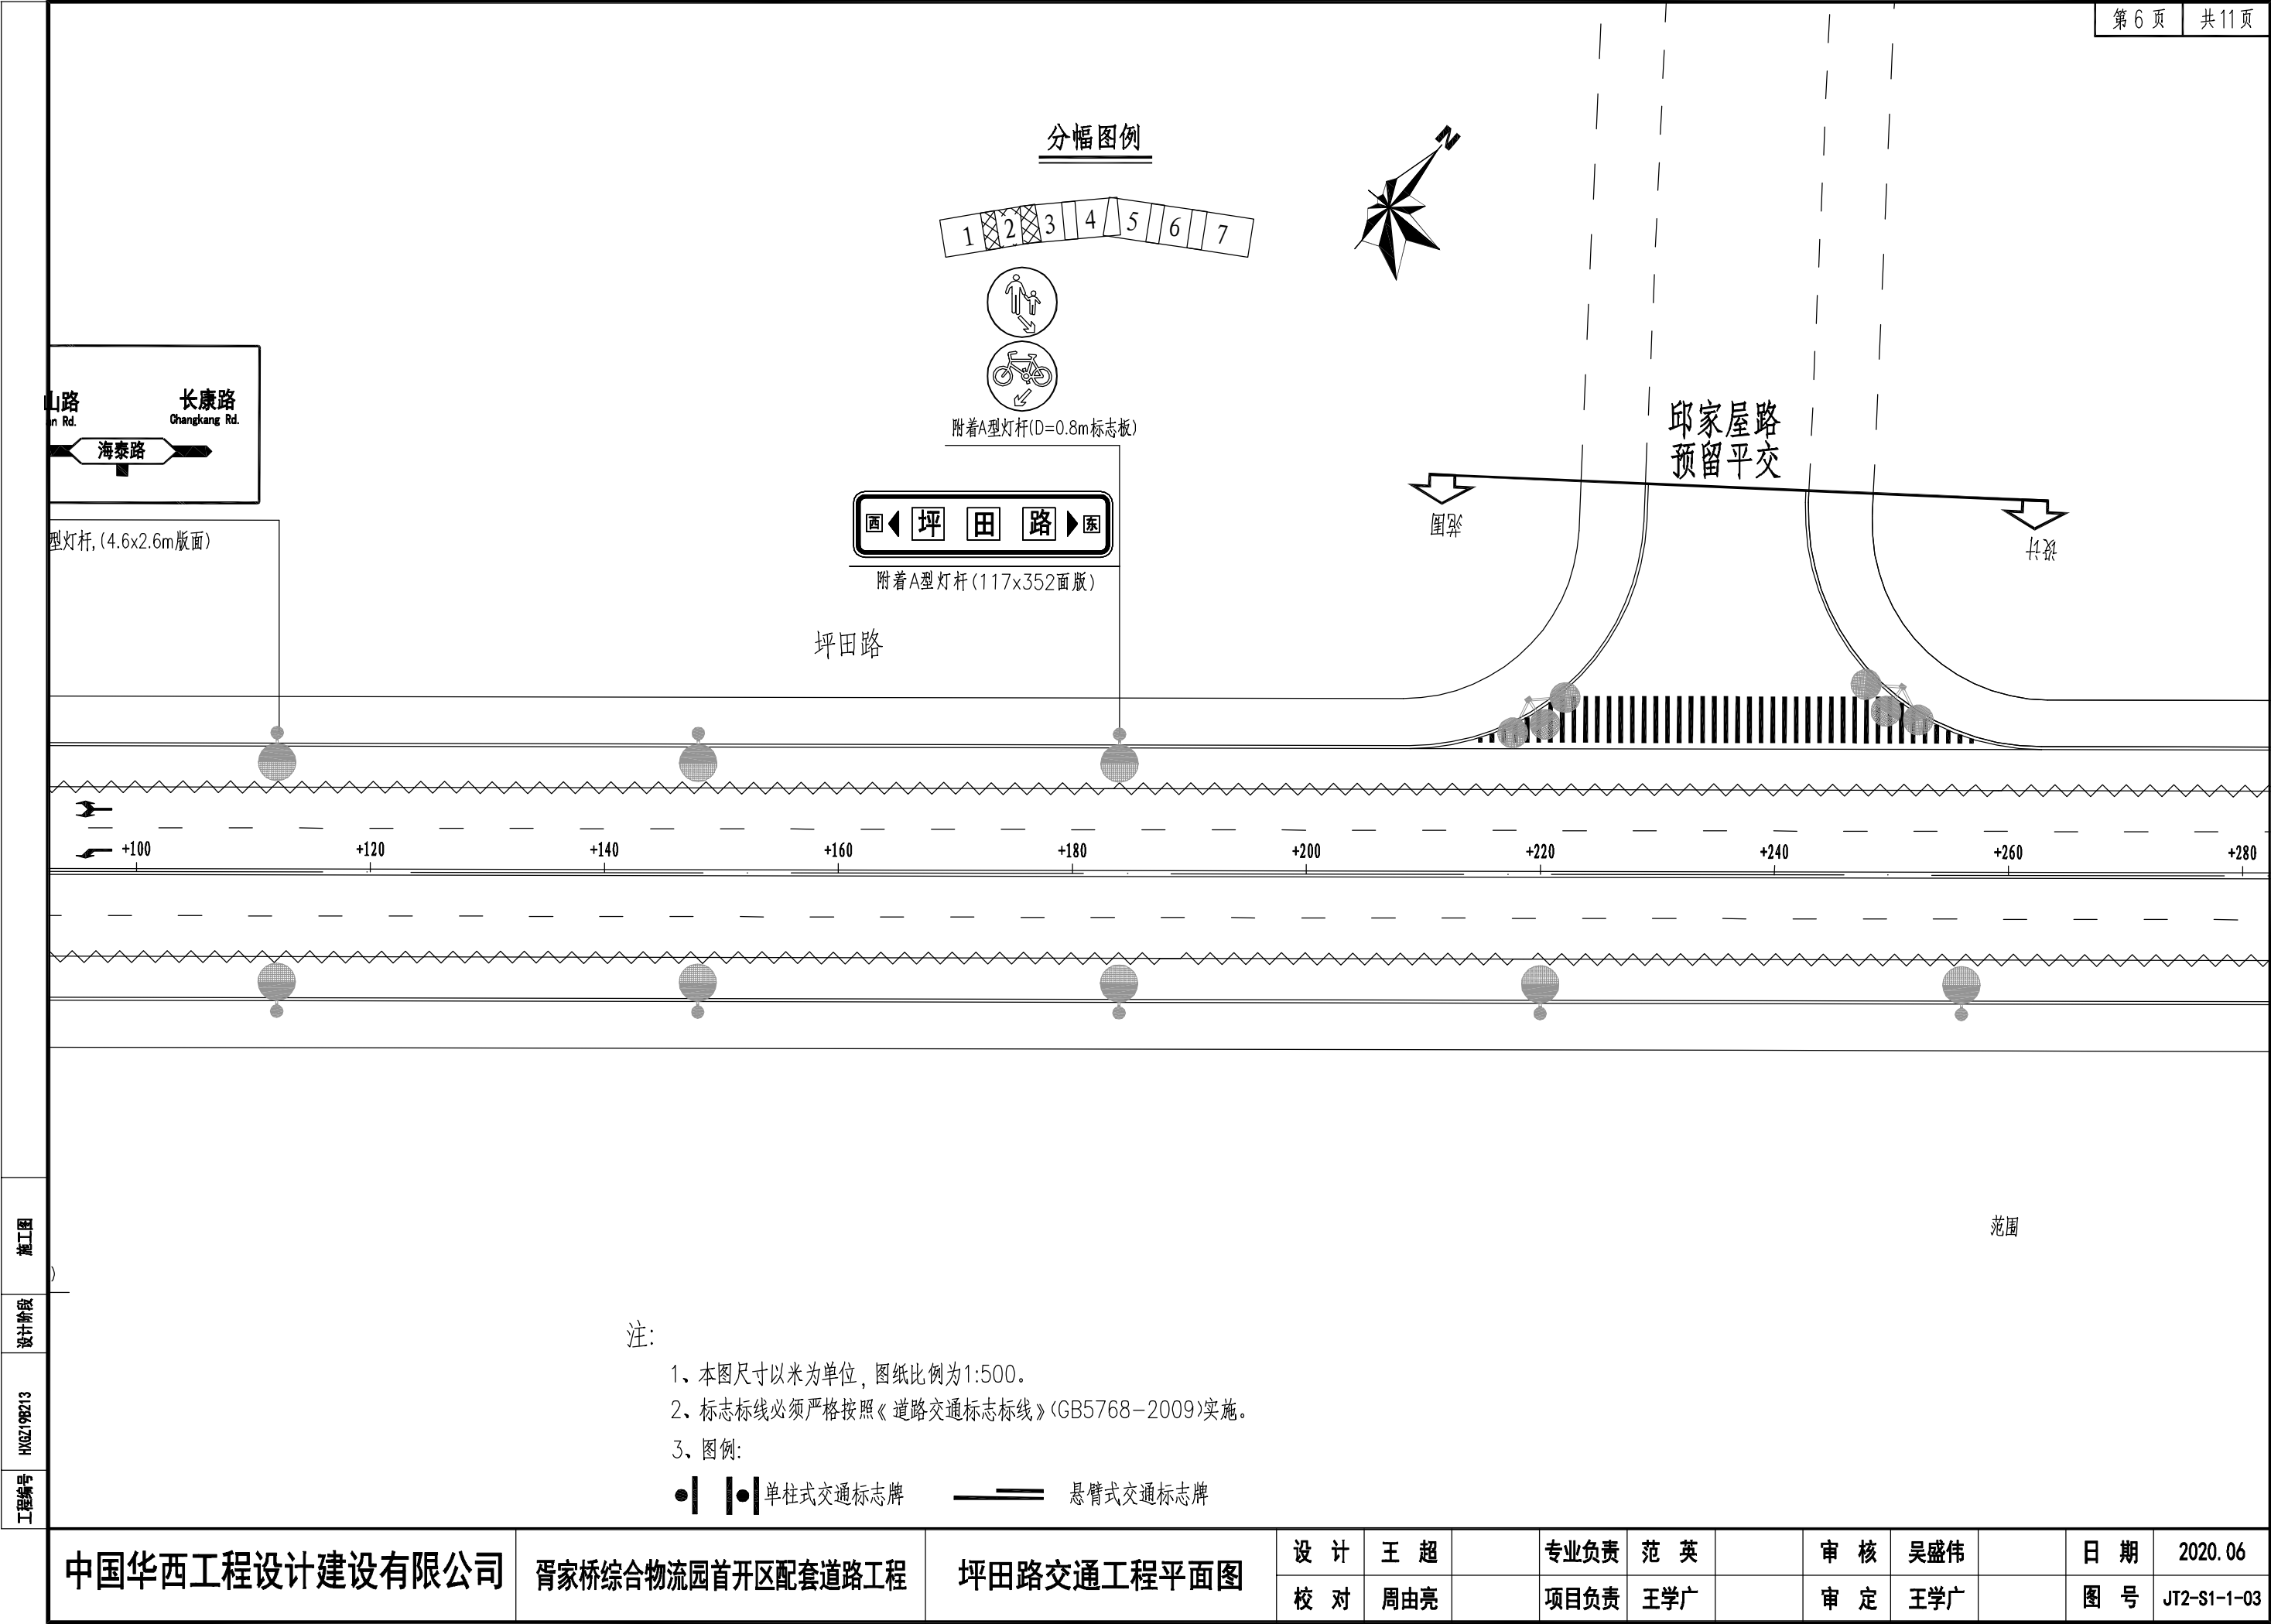 第 6 页 共 11 页
分幅图例
N
1 2 3 4 5 6 7
山路 长康路
n Rd. Changkang Rd.
海泰路
型灯杆,(4.6x2.6m版面)
附着A型灯杆(D=0.8m标志板)
西 坪 田 路 东
附着A型灯杆(117x352面版)
坪田路
邱家屋路
预留平交
范围
设计
+100 +120 +140 +160 +180 +200 +220 +240 +260 +280
范围
)
注:
1、本图尺寸以米为单位,图纸比例为1:500。
2、标志标线必须严格按照《道路交通标志标线》(GB5768-2009)实施。
3、图例:
单柱式交通标志牌 悬臂式交通标志牌
施工图
设计阶段
HXGZ19B213
工程编号
中国华西工程设计建设有限公司 胥家桥综合物流园首开区配套道路工程 坪田路交通工程平面图
设 计 王 超 专业负责 范 英 审 核 吴盛伟 日 期 2020.06
校 对 周由亮 项目负责 王学广 审 定 王学广 图 号 JT2-S1-1-03